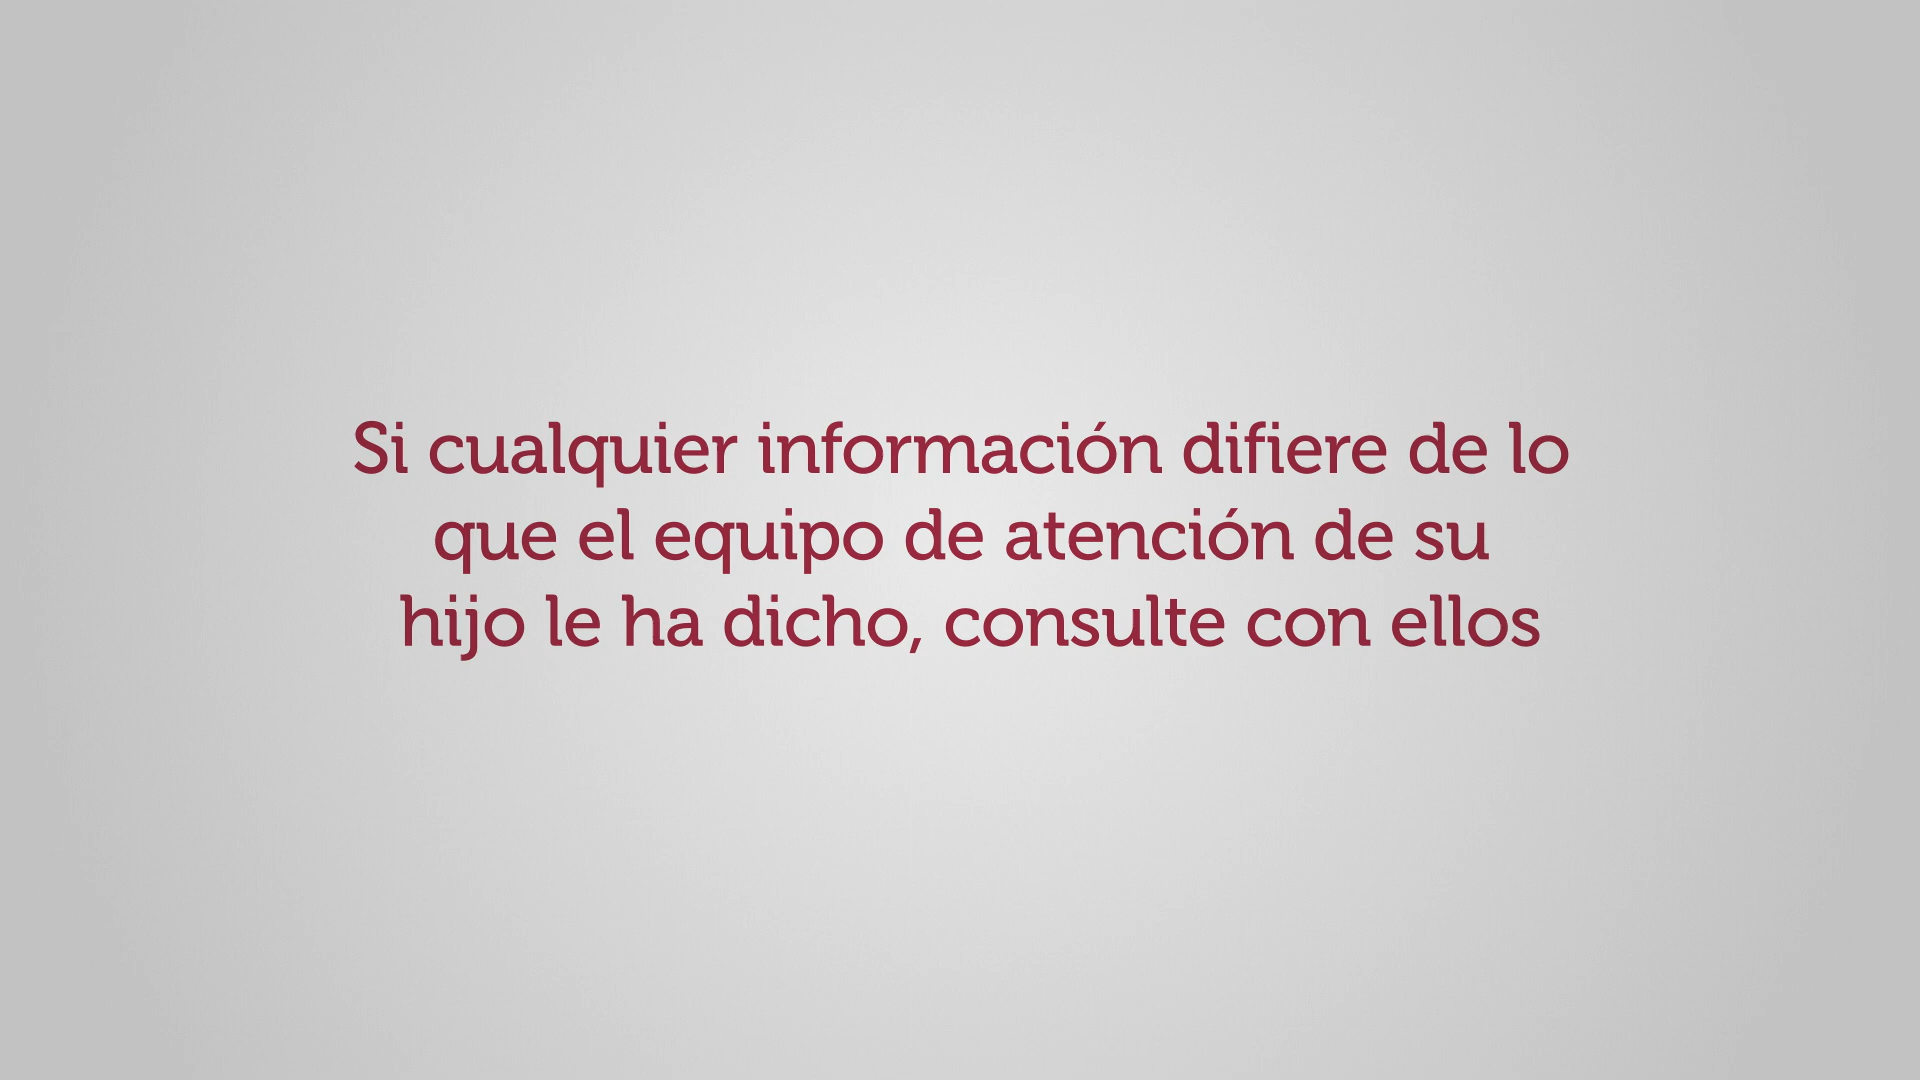 Si cualquier información difiere de lo
que el equipo de atención de su
hijo le ha dicho, consulte con ellos